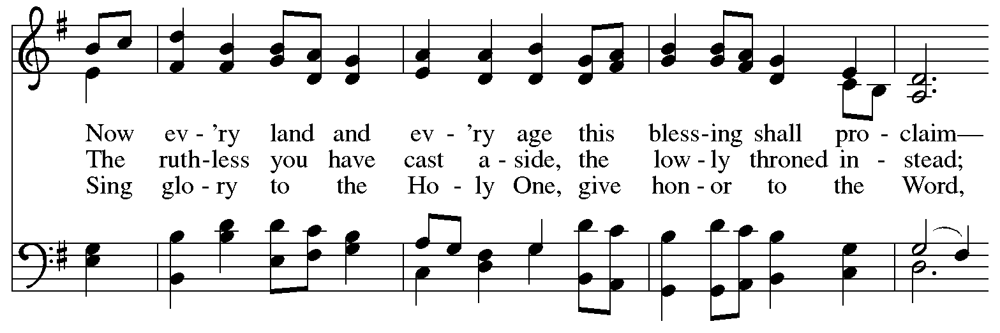 Now ev - 'ry land and ev - 'ry age this bless-ing shall pro - claim—
The ruth-less you have cast a - side, the low - ly throned in - stead;
Sing glo - ry to the Ho - ly One, give hon - or to the Word,